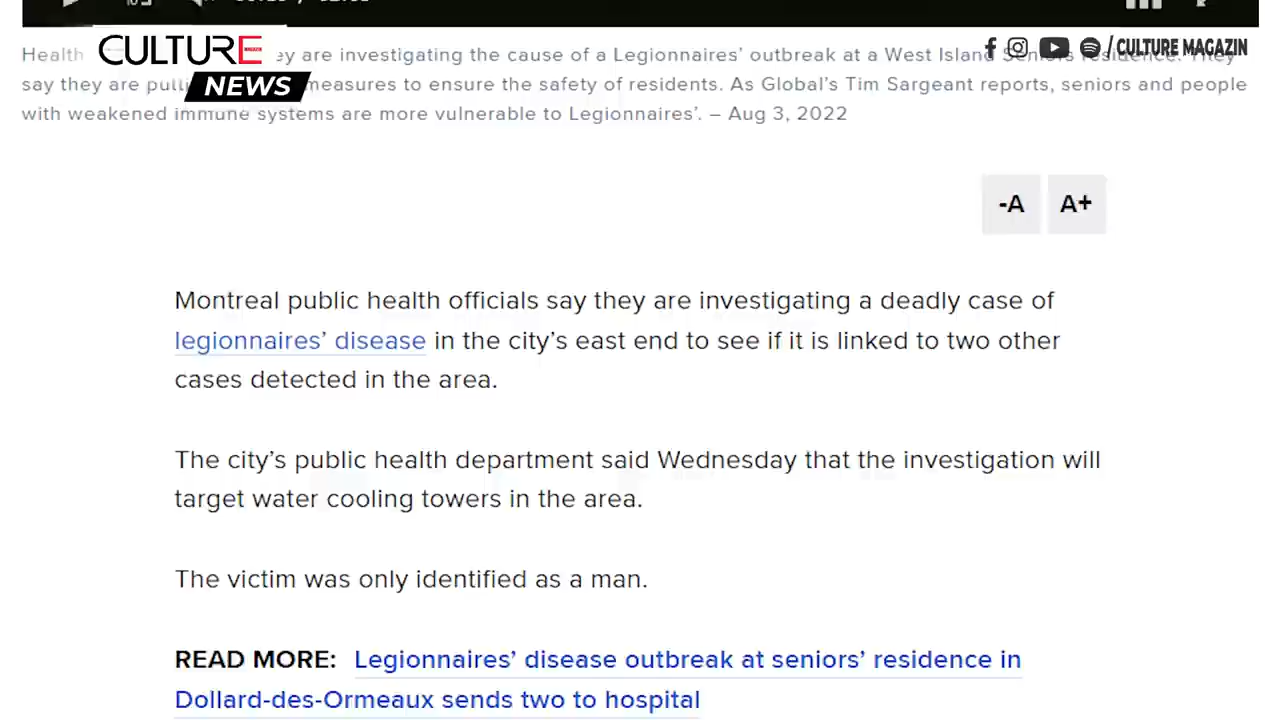 CULTURE
NEWS
/ CULTURE MAGAZIN
Health ey are investigating the cause of a Legionnaires’ outbreak at a West Island Seniors residence. They
say they are putti measures to ensure the safety of residents. As Global’s Tim Sargeant reports, seniors and people
with weakened immune systems are more vulnerable to Legionnaires’. – Aug 3, 2022
-A A+
Montreal public health officials say they are investigating a deadly case of
legionnaires’ disease in the city’s east end to see if it is linked to two other
cases detected in the area.
The city’s public health department said Wednesday that the investigation will
target water cooling towers in the area.
The victim was only identified as a man.
READ MORE: Legionnaires’ disease outbreak at seniors’ residence in
Dollard-des-Ormeaux sends two to hospital